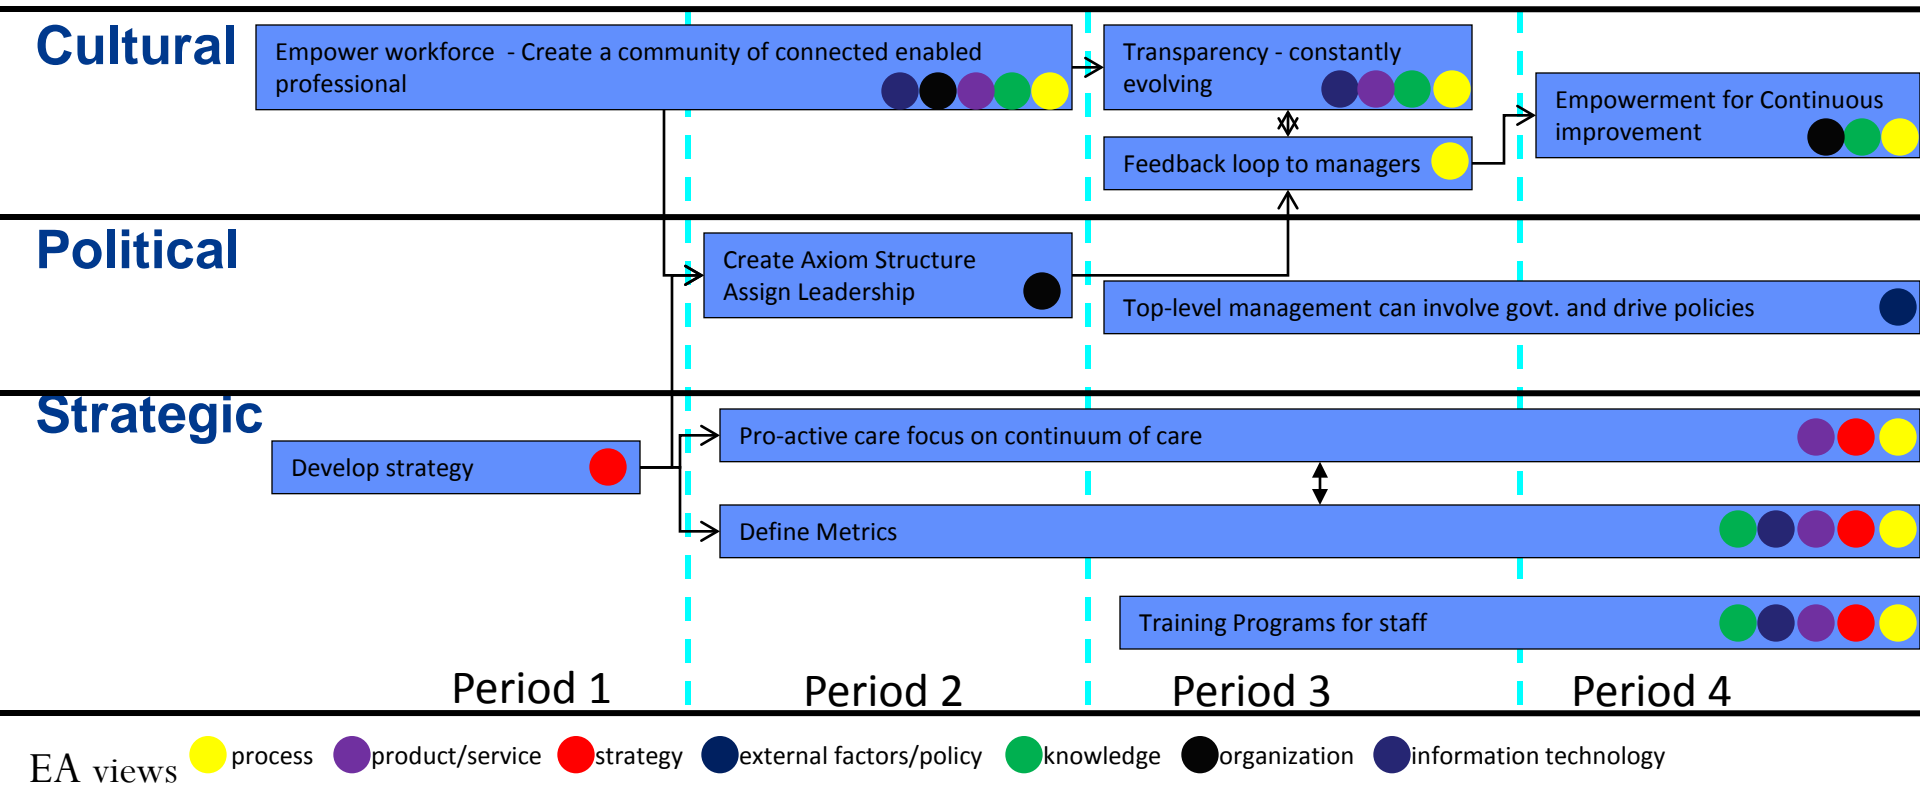 Cultural
Empower workforce - Create a community of connected enabled
professional
Transparency - constantly
evolving
Empowerment for Continuous
improvement
Feedback loop to managers
Political
Create Axiom Structure
Assign Leadership
Top-level management can involve govt. and drive policies
Strategic
Pro-active care focus on continuum of care
Develop strategy
Define Metrics
Training Programs for staff
Period 1
Period 2
Period 3
Period 4
EA views
process
product/service
strategy
external factors/policy
knowledge
organization
information technology